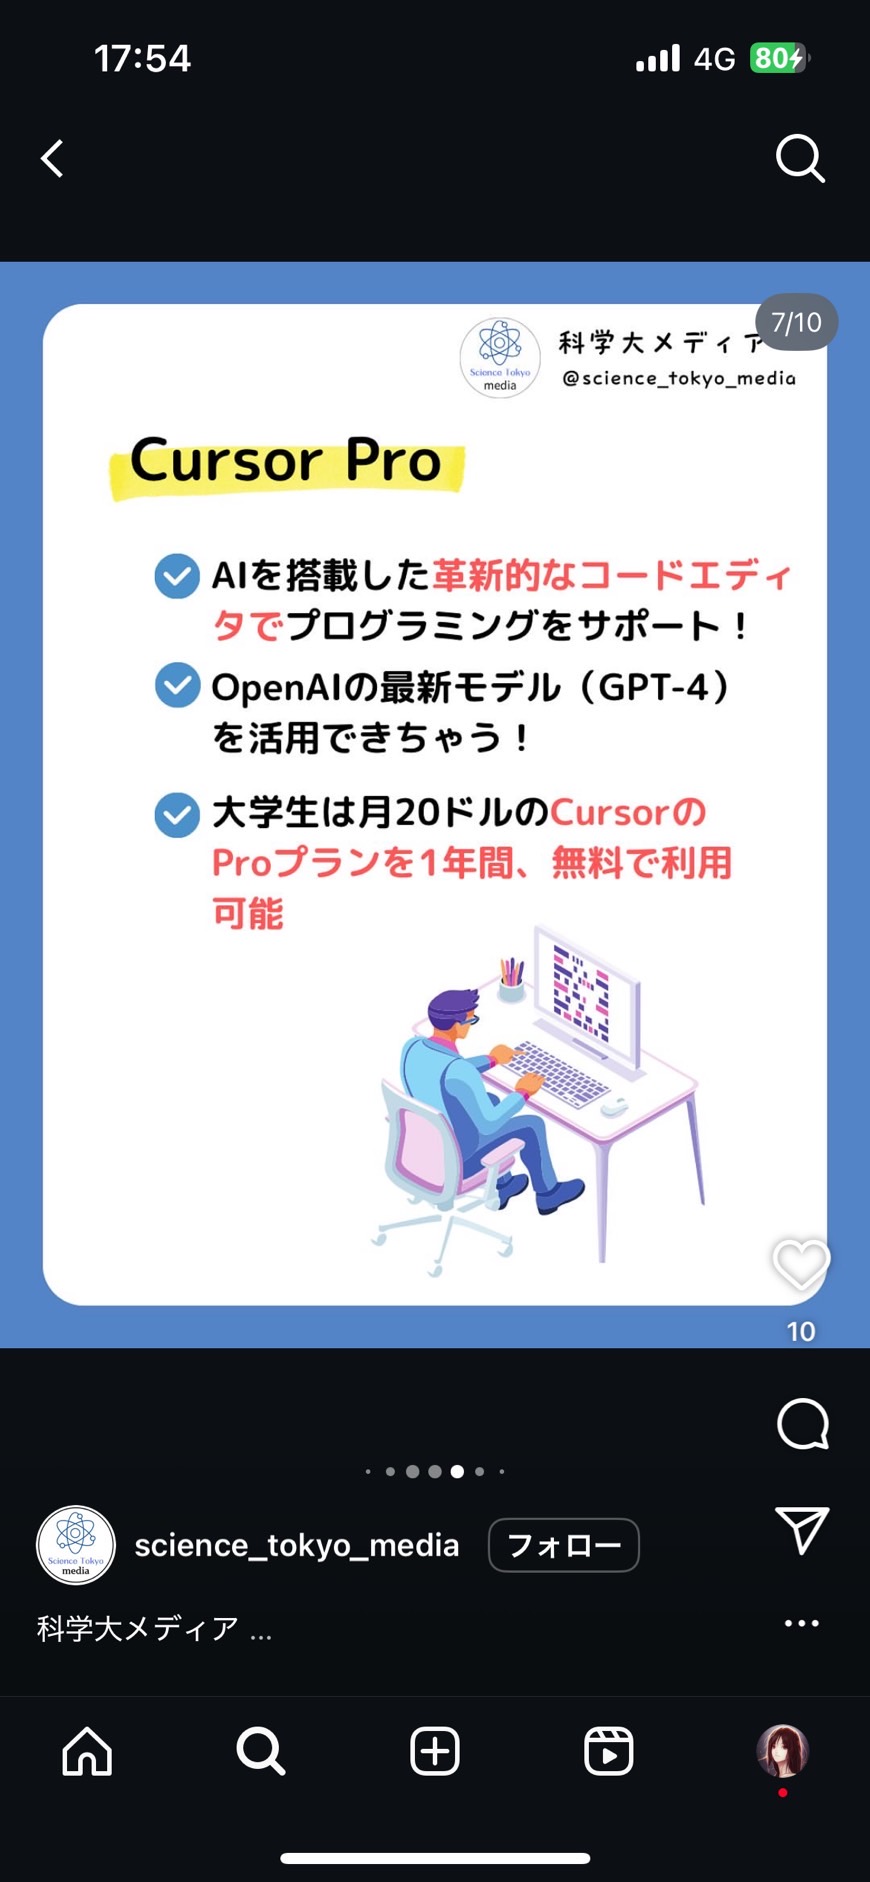 17:54
4G
80
7/10
Science Tokyo
media
科学大メディア
@science_tokyo_media
Cursor Pro
AIを搭載した革新的なコードエディ
タでプログラミングをサポート！
OpenAIの最新モデル（GPT-4）
を活用できちゃう！
大学生は月20ドルのCursorの
Proプランを1年間、無料で利用
可能
10
Science Tokyo
media
science_tokyo_media
フォロー
科学大メディア ...